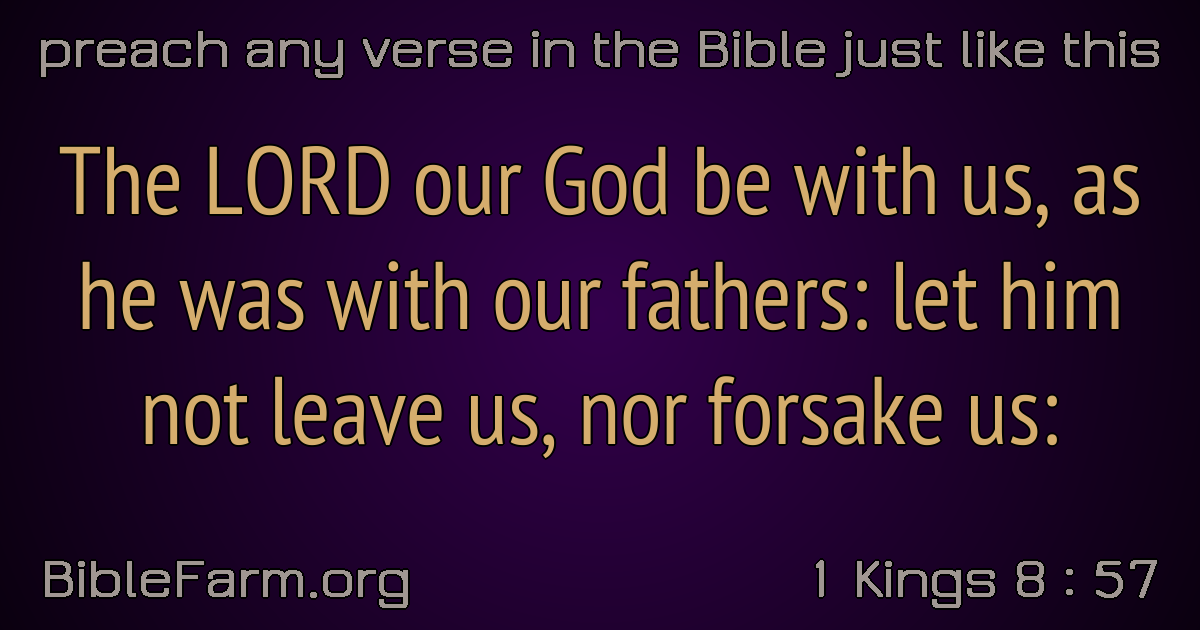 preach any verse in the Bible just like this
The LORD our God be with us, as
he was with our fathers: let him
not leave us, nor forsake us:
BibleFarm.org
1 Kings 8 : 57